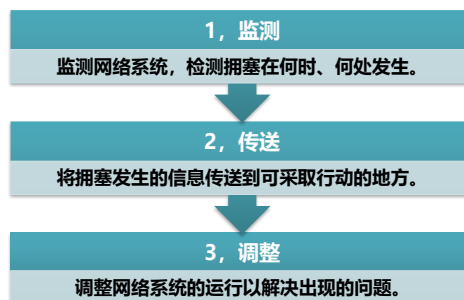 1，监测
监测网络系统，检测拥塞在何时、何处发生。
2，传送
将拥塞发生的信息传送到可采取行动的地方。
3，调整
调整网络系统的运行以解决出现的问题。